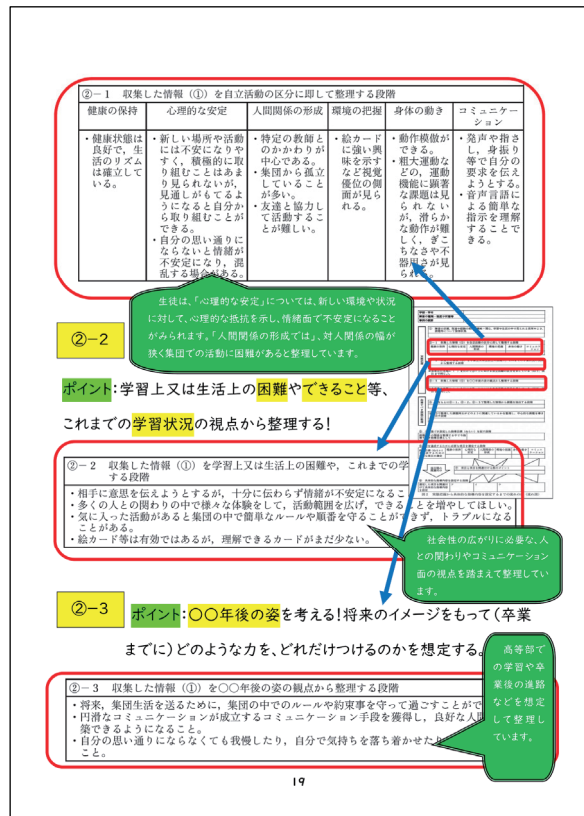 ②-1 収集した情報(①)を自立活動の区分に即して整理する段階
健康の保持
・健康状態は
良好で,生
活のリズム
は確立して
いる。
心理的な安定
・新しい場所や活動
には不安になりや
すく,積極的に取
り組むことはあま
り見られないが,
見通しがもてるよ
うになると自分か
ら取り組むことが
できる。
・自分の思い通りに
ならないと情緒が
不安定になり,混
乱する場合がある。
人間関係の形成
・特定の教師と
のかかわりが
中心である。
・集団から孤立
していること
が多い。
・友達と協力し
て活動するこ
とが難しい。
環境の把握
・絵カード
に強い興
味を示す
など視覚
優位の側
面が見ら
れる。
身体の動き
・動作模倣が
できる。
・粗大運動な
どの,運動
機能に顕著
な課題は見
られない
が,滑らか
な動作が難
しく,ぎこ
ちなさや不
器用さが見
られる。
コミュニケー
ション
・発声や指さ
し,身振り
等で自分の
要求を伝え
ようとする。
・音声言語に
よる簡単な
指示を理解
することで
きる。
生徒は、「心理的な安定」については、新しい環境や状況
に対して、心理的な抵抗を示し、情緒面で不安定になること
がみられます。「人間関係の形成では」、対人関係の幅が
狭く集団での活動に困難があると整理しています。
②-2
ポイント:学習上又は生活上の困難やできること等、
これまでの学習状況の視点から整理する!
②-2 収集した情報(①)を学習上又は生活上の困難や,これまでの学
する段階
・相手に意思を伝えようとするが,十分に伝わらず情緒が不安定になるこ
・多くの人との関わりの中で様々な体験をして,活動範囲を広げ,できることを増やしてほしい。
・気に入った活動があると集団の中で簡単なルールや順番を守ることができず,トラブルになる
ことがある。
・絵カード等は有効ではあるが,理解できるカードがまだ少ない。
社会性の広がりに必要な、人
との関わりやコミュニケーション
面の視点を踏まえて整理してい
ます。
②-3
ポイント:〇〇年後の姿を考える!将来のイメージをもって(卒業
までに)どのような力を、どれだけつけるのかを想定する。
高等部で
の学習や卒
業後の進路
などを想定
して整理し
ています。
②-3 収集した情報(①)を〇〇年後の姿の観点から整理する段階
・将来,集団生活を送るために,集団の中でのルールや約束事を守って過ごすことがで
・円滑なコミュニケーションが成立するコミュニケーション手段を獲得し,良好な人
築できるようになること。
・自分の思い通りにならなくても我慢したり,自分で気持ちを落ち着かせた
こと。
19